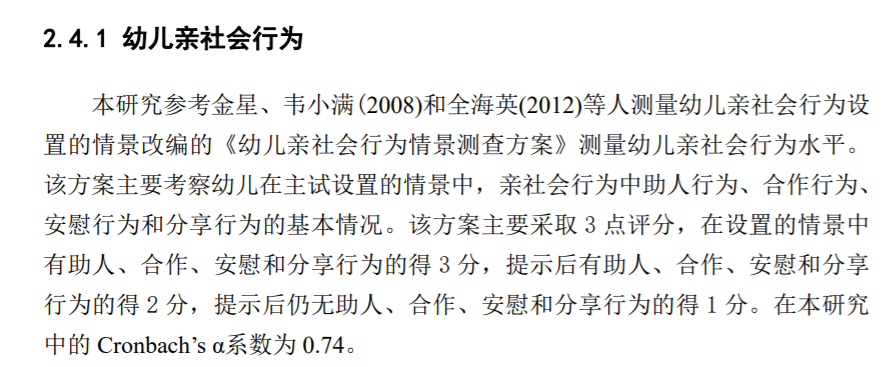 2.4.1 幼儿亲社会行为
本研究参考金星、韦小满(2008)和全海英(2012)等人测量幼儿亲社会行为设
置的情景改编的《幼儿亲社会行为情景测查方案》测量幼儿亲社会行为水平。
该方案主要考察幼儿在主试设置的情景中，亲社会行为中助人行为、合作行为、
安慰行为和分享行为的基本情况。该方案主要采取 3 点评分，在设置的情景中
有助人、合作、安慰和分享行为的得 3 分，提示后有助人、合作、安慰和分享
行为的得 2 分，提示后仍无助人、合作、安慰和分享行为的得 1 分。在本研究
中的 Cronbach’s α系数为 0.74。